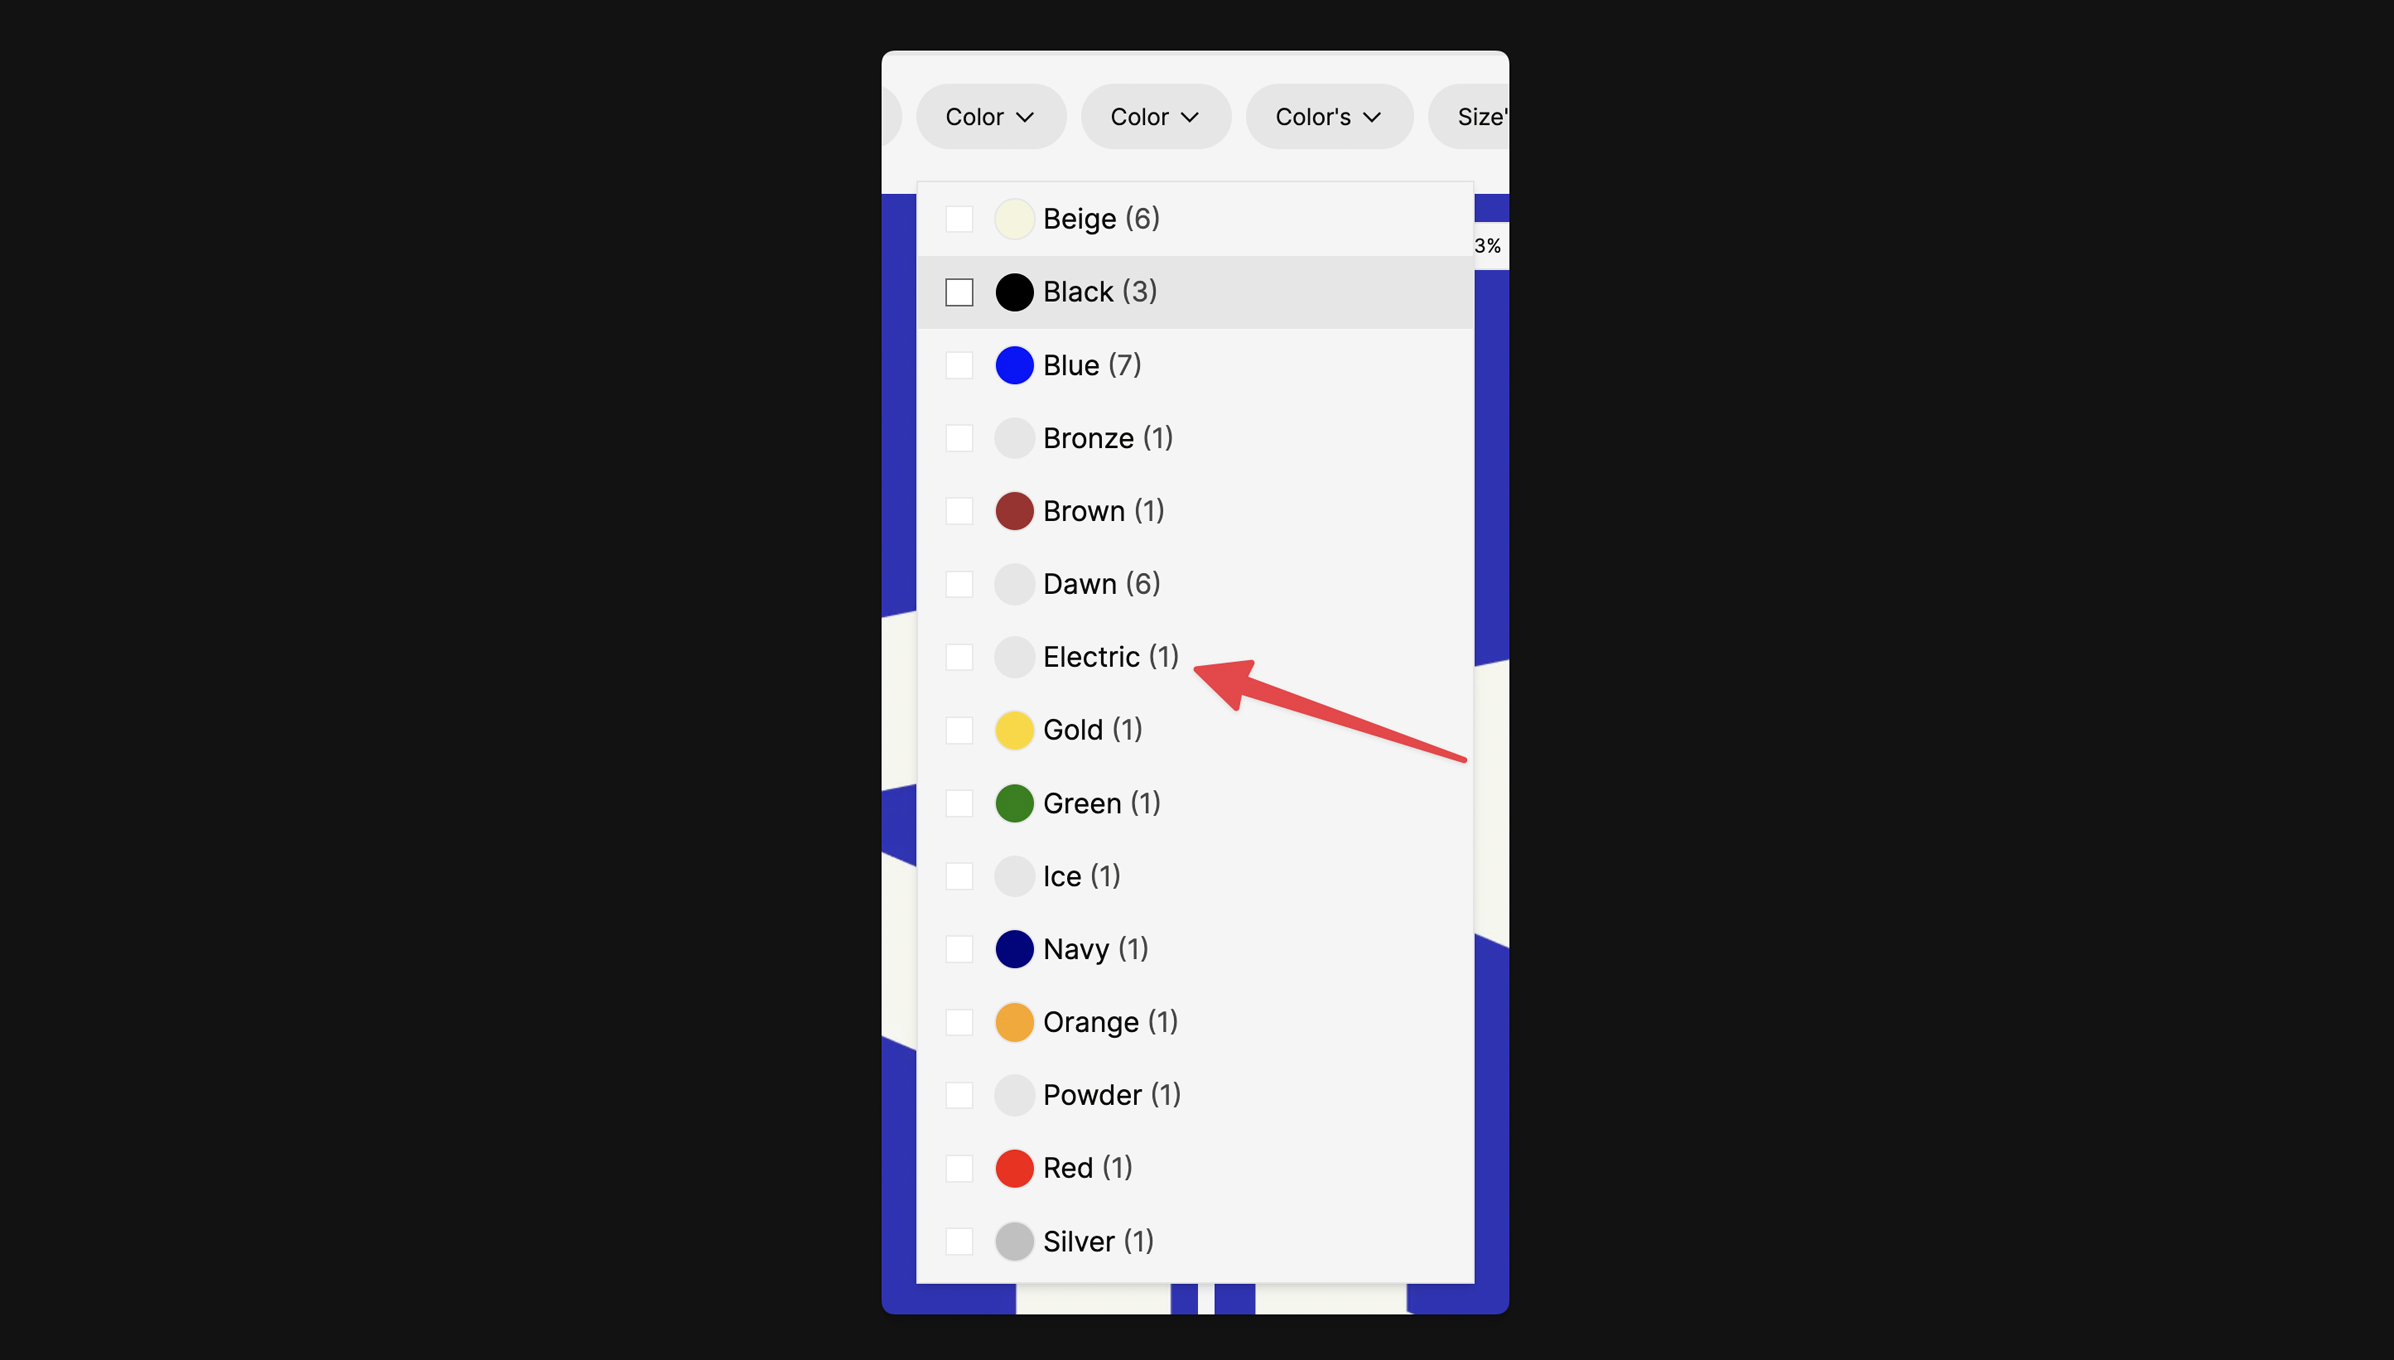 Color Color Color's Size'
Beige (6)
3%
Black (3)
Blue (7)
Bronze (1)
Brown (1)
Dawn (6)
Electric (1)
Gold (1)
Green (1)
Ice (1)
Navy (1)
Orange (1)
Powder (1)
Red (1)
Silver (1)